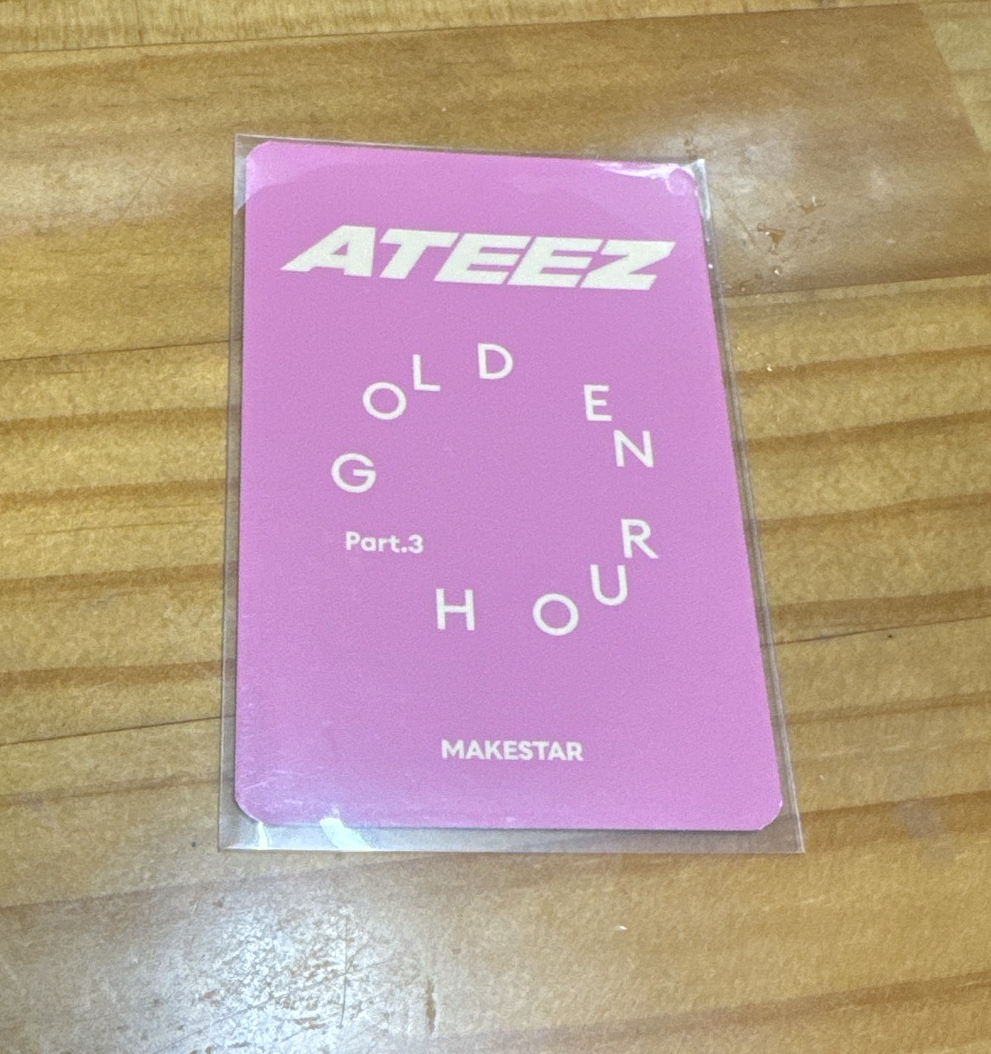 ATEEZ
GOLDEN
HOUR
Part.3
MAKESTAR